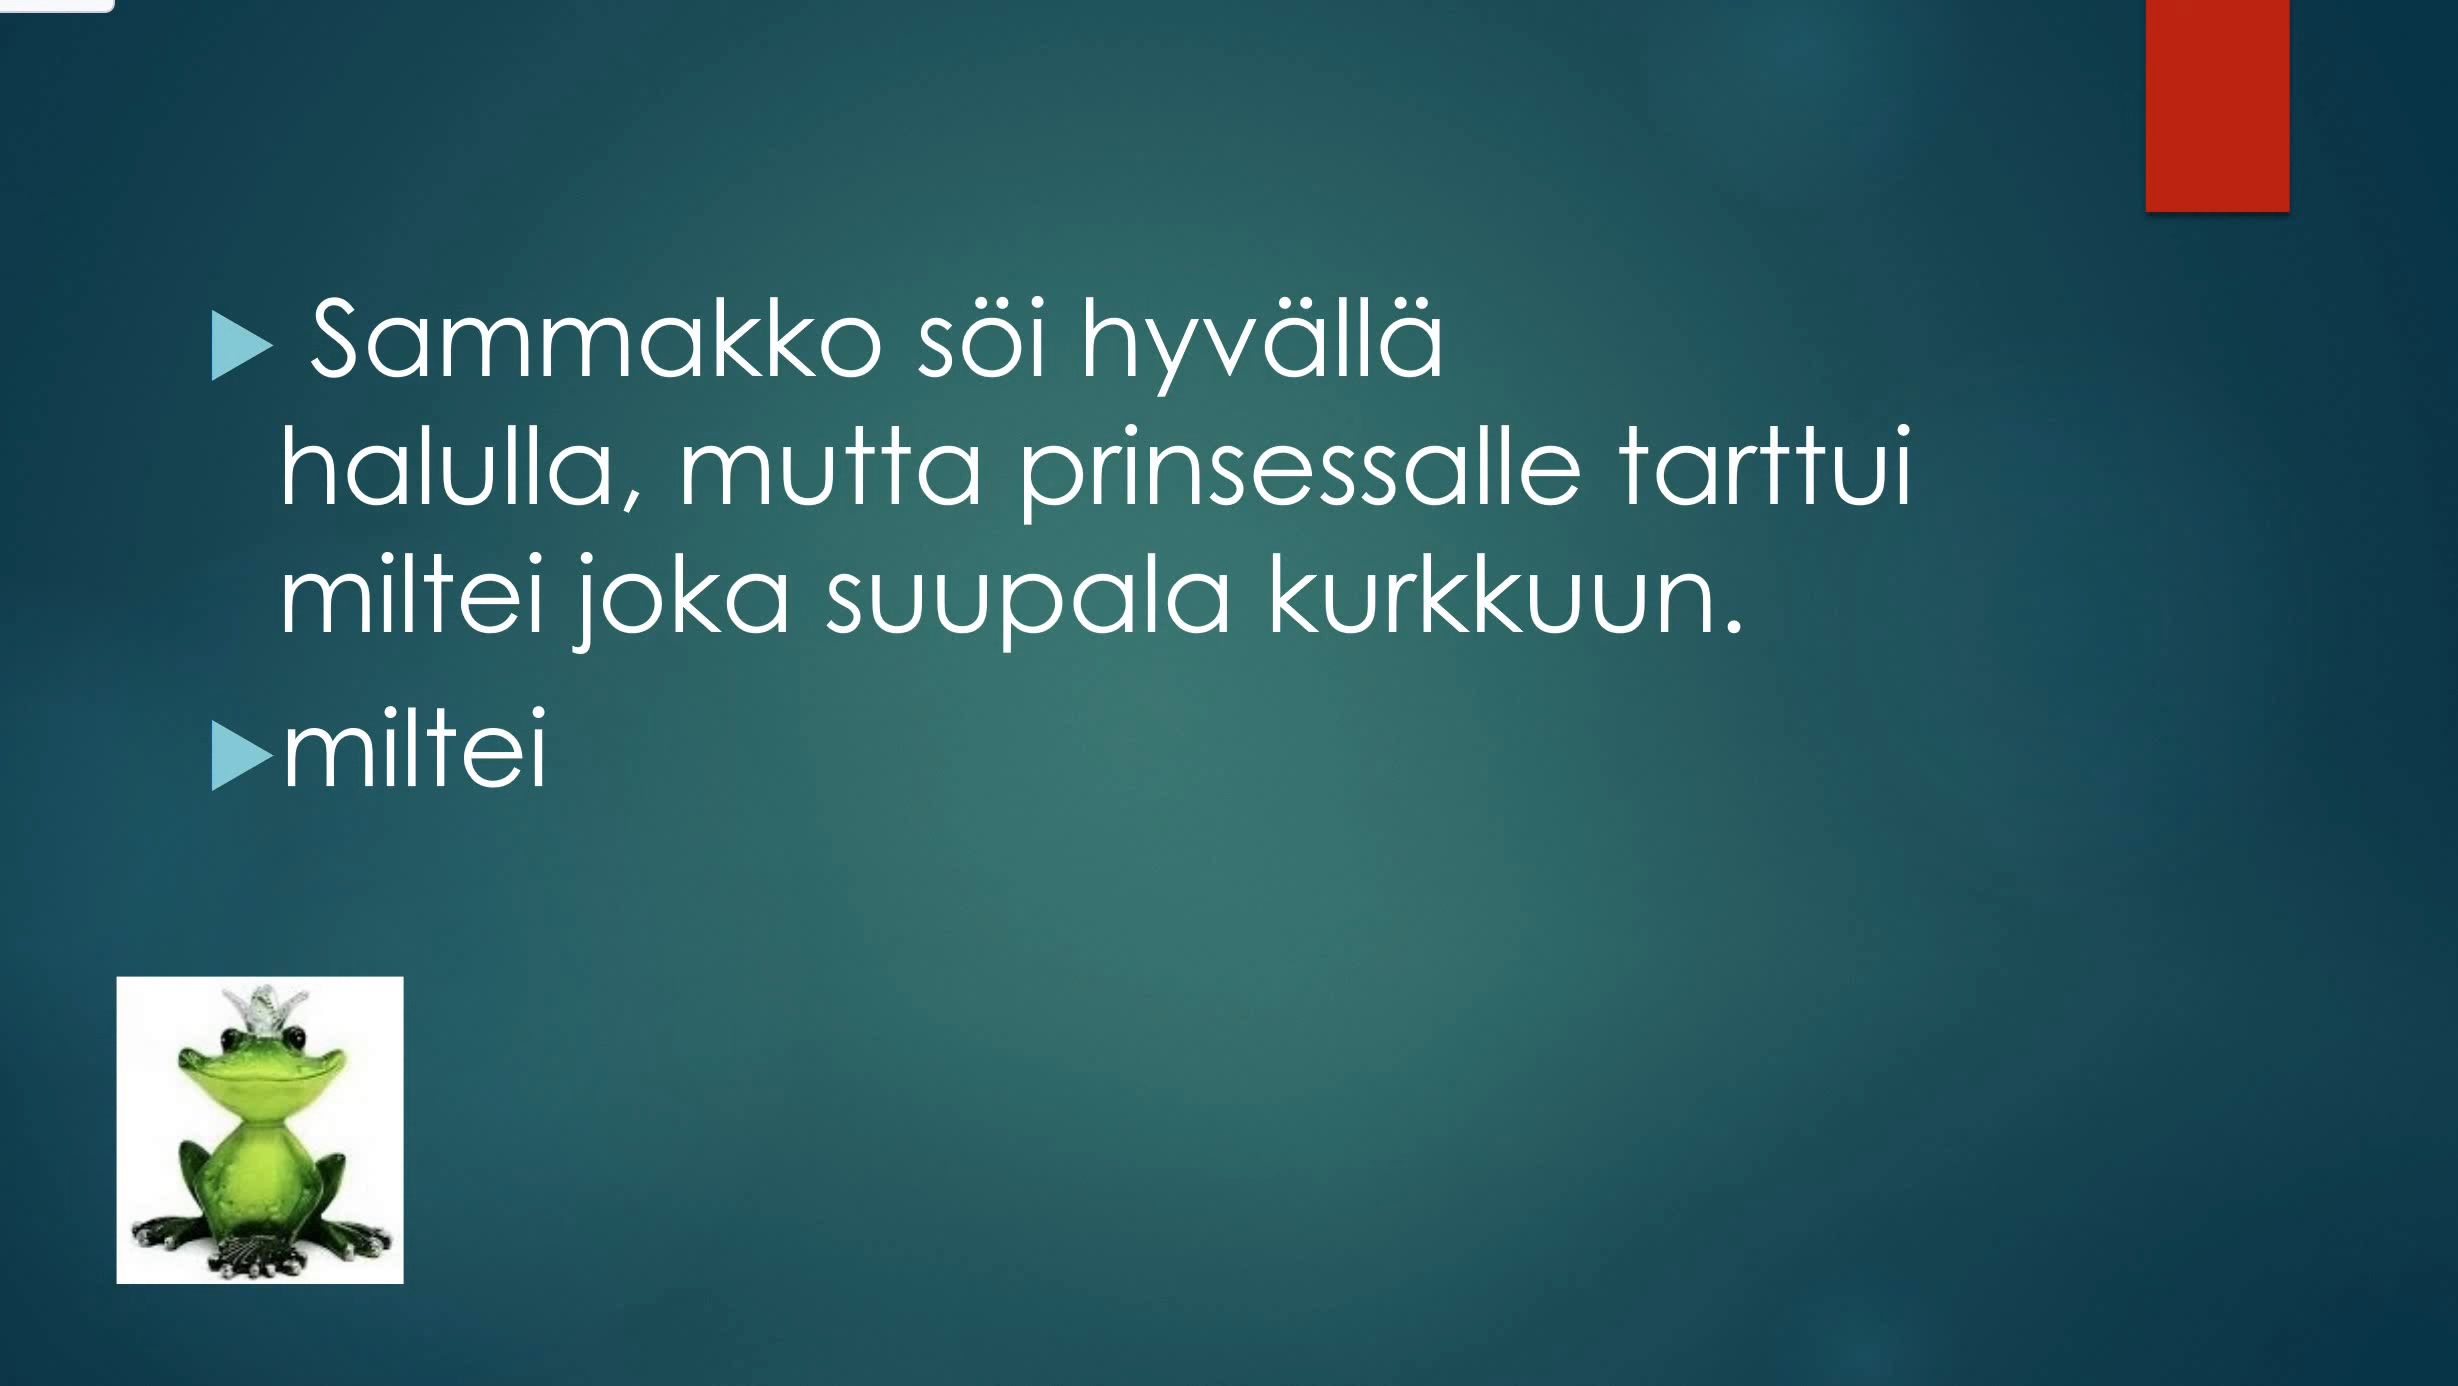 Sammakko söi hyvällä
halulla, mutta prinsessalle tarttui
miltei joka suupala kurkkuun.
miltei